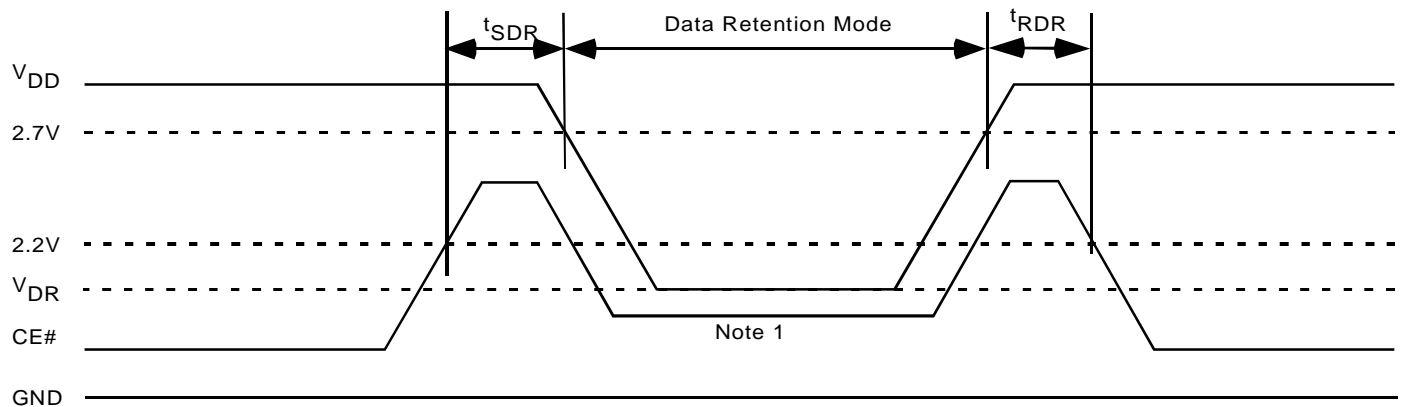 tSDR
Data Retention Mode
tRDR
VDD
2.7V
2.2V
VDR
CE#
Note 1
GND